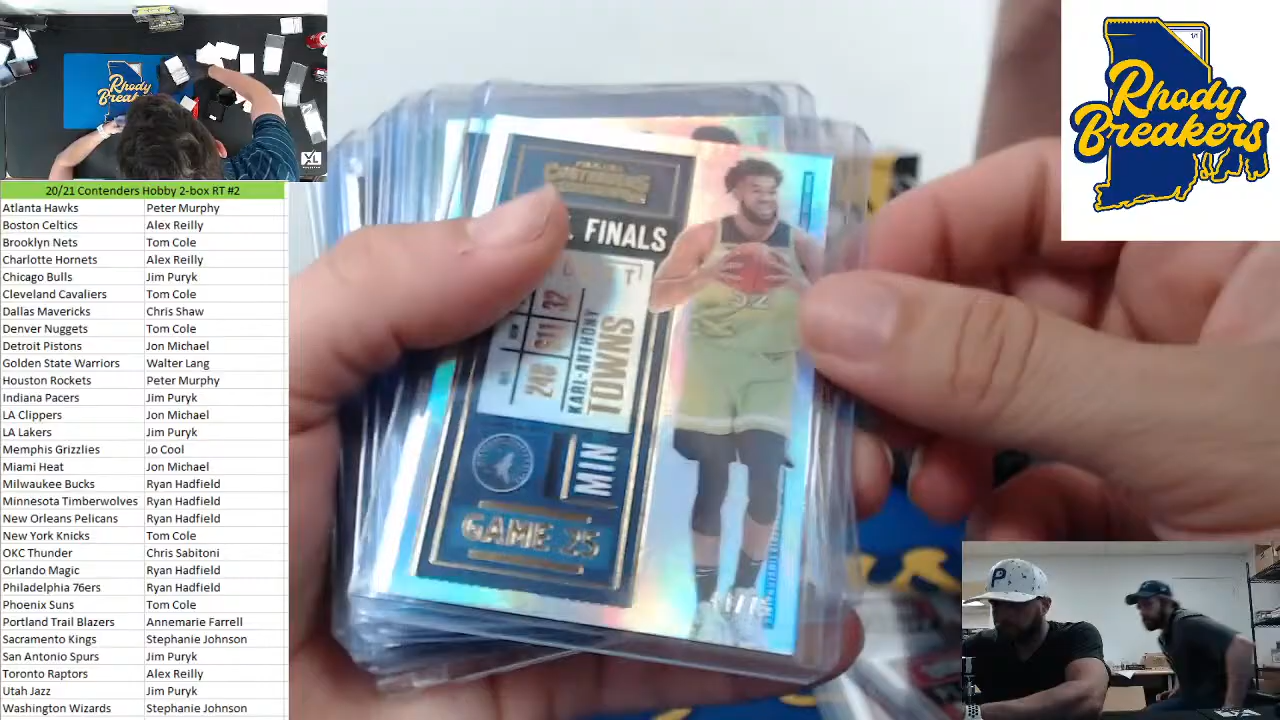 Rhody
Breakers
XL
20/21 Contenders Hobby 2-box RT #2
Atlanta Hawks Peter Murphy
Boston Celtics Alex Reilly
Brooklyn Nets Tom Cole
Charlotte Hornets Alex Reilly
Chicago Bulls Jim Puryk
Cleveland Cavaliers Tom Cole
Dallas Mavericks Chris Shaw
Denver Nuggets Tom Cole
Detroit Pistons Jon Michael
Golden State Warriors Walter Lang
Houston Rockets Peter Murphy
Indiana Pacers Jim Puryk
LA Clippers Jon Michael
LA Lakers Jim Puryk
Memphis Grizzlies Jo Cool
Miami Heat Jon Michael
Milwaukee Bucks Ryan Hadfield
Minnesota Timberwolves Ryan Hadfield
New Orleans Pelicans Ryan Hadfield
New York Knicks Tom Cole
OKC Thunder Chris Sabitoni
Orlando Magic Ryan Hadfield
Philadelphia 76ers Ryan Hadfield
Phoenix Suns Tom Cole
Portland Trail Blazers Annemarie Farrell
Sacramento Kings Stephanie Johnson
San Antonio Spurs Jim Puryk
Toronto Raptors Alex Reilly
Utah Jazz Jim Puryk
Washington Wizards Stephanie Johnson
CONTENDERS
FINALS
32
6'11
248
KARL-ANTHONY
TOWNS
MIN
GAME 25
1/1
Rhody
Breakers
P